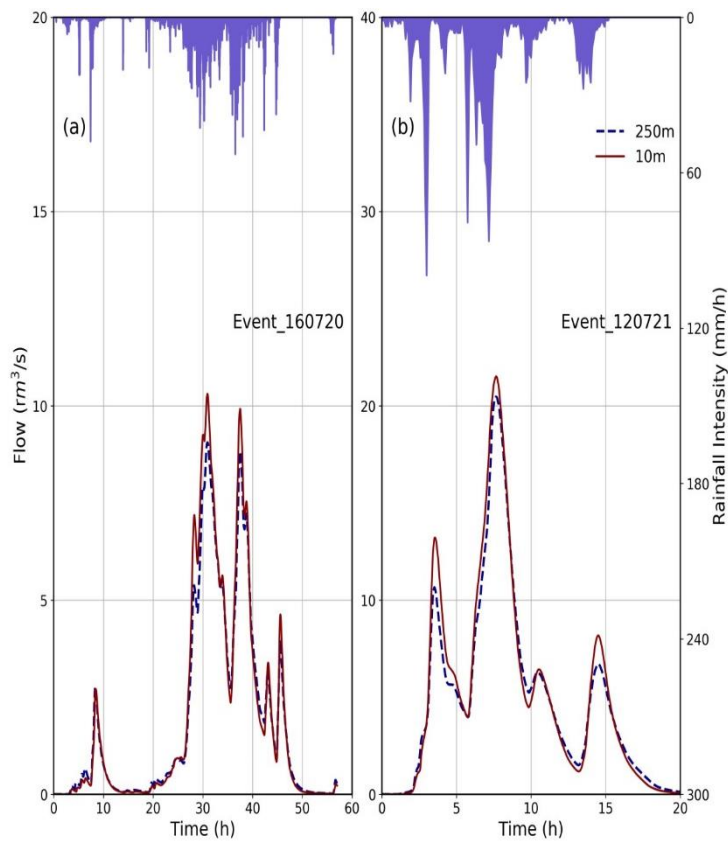 20
15
10
5
0
Flow (rm³/s)
(a)
Event_160720
0 10 20 30 40 50 60
Time (h)
40
30
20
10
0
(b)
250m
10m
Event_120721
0 5 10 15 20
Time (h)
0
60
120
180
240
300
Rainfall Intensity (mm/h)